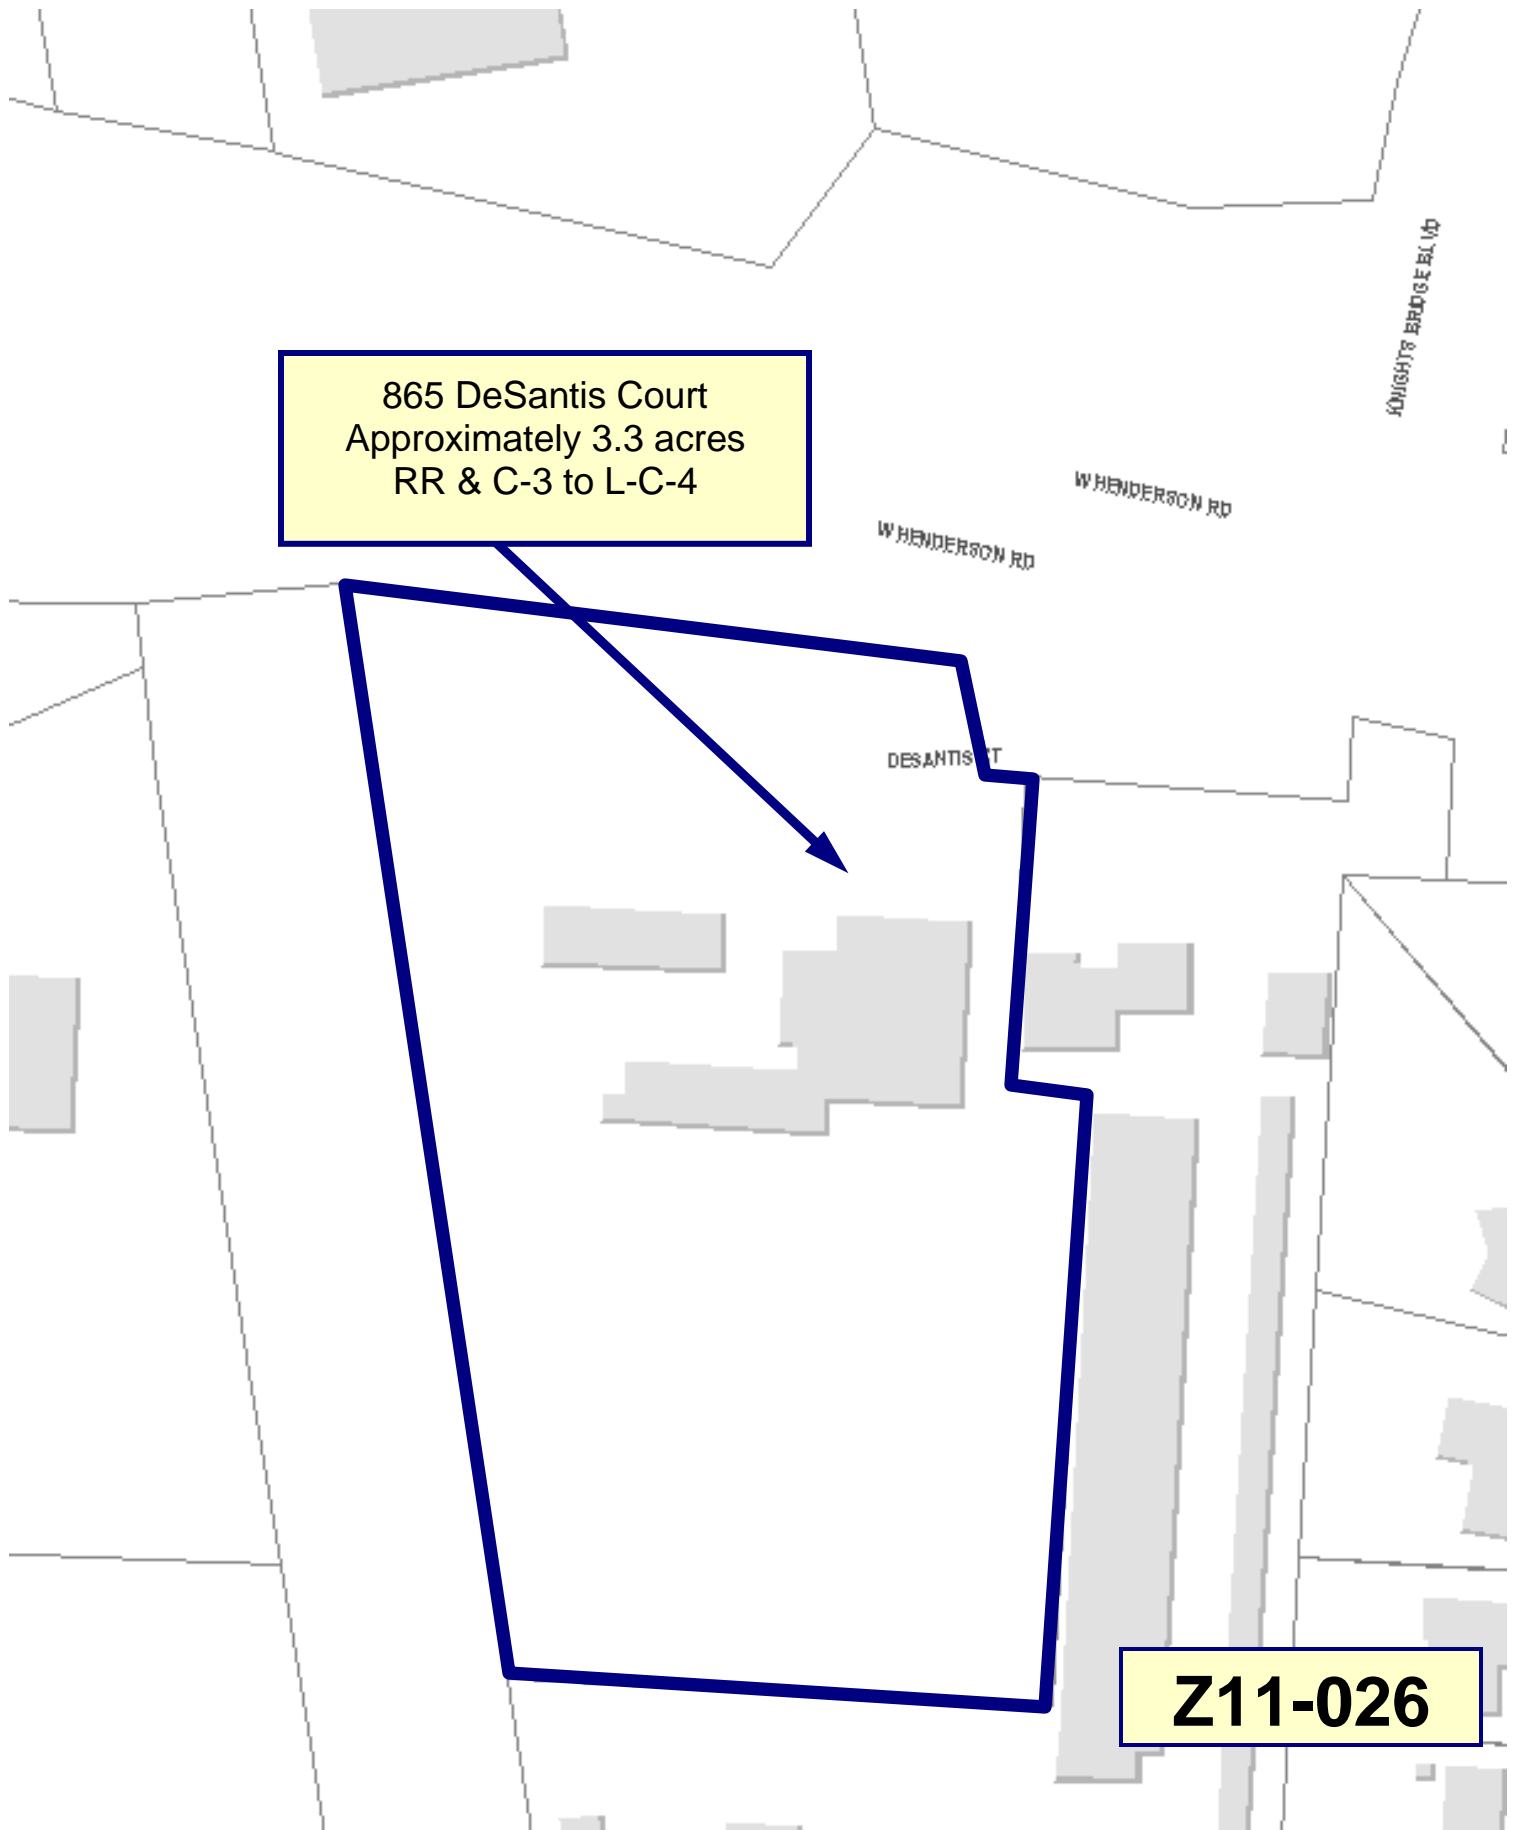 KNIGHTS BRIDGE BLVD
865 DeSantis Court
Approximately 3.3 acres
RR & C-3 to L-C-4
W HENDERSON RD
W HENDERSON RD
DESANTIS
Z11-026